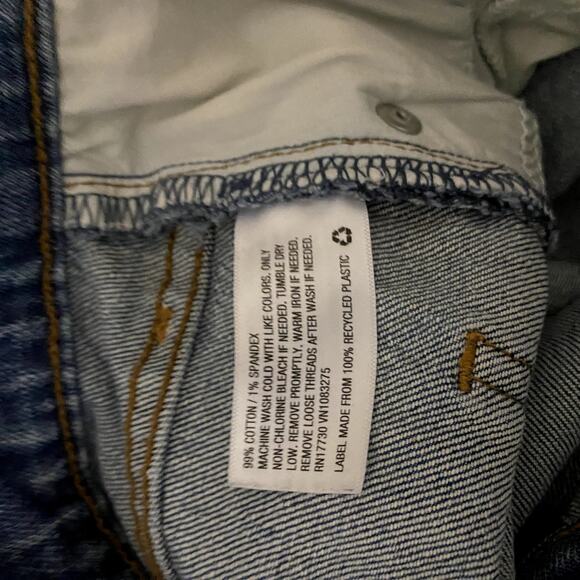 99% COTTON / 1% SPANDEX
MACHINE WASH COLD WITH LIKE COLORS. ONLY
NON-CHLORINE BLEACH IF NEEDED. TUMBLE DRY
LOW. REMOVE PROMPTLY. WARM IRON IF NEEDED.
REMOVE LOOSE THREADS AFTER WASH IF NEEDED.
RN17730 VN1083275
LABEL MADE FROM 100% RECYCLED PLASTIC